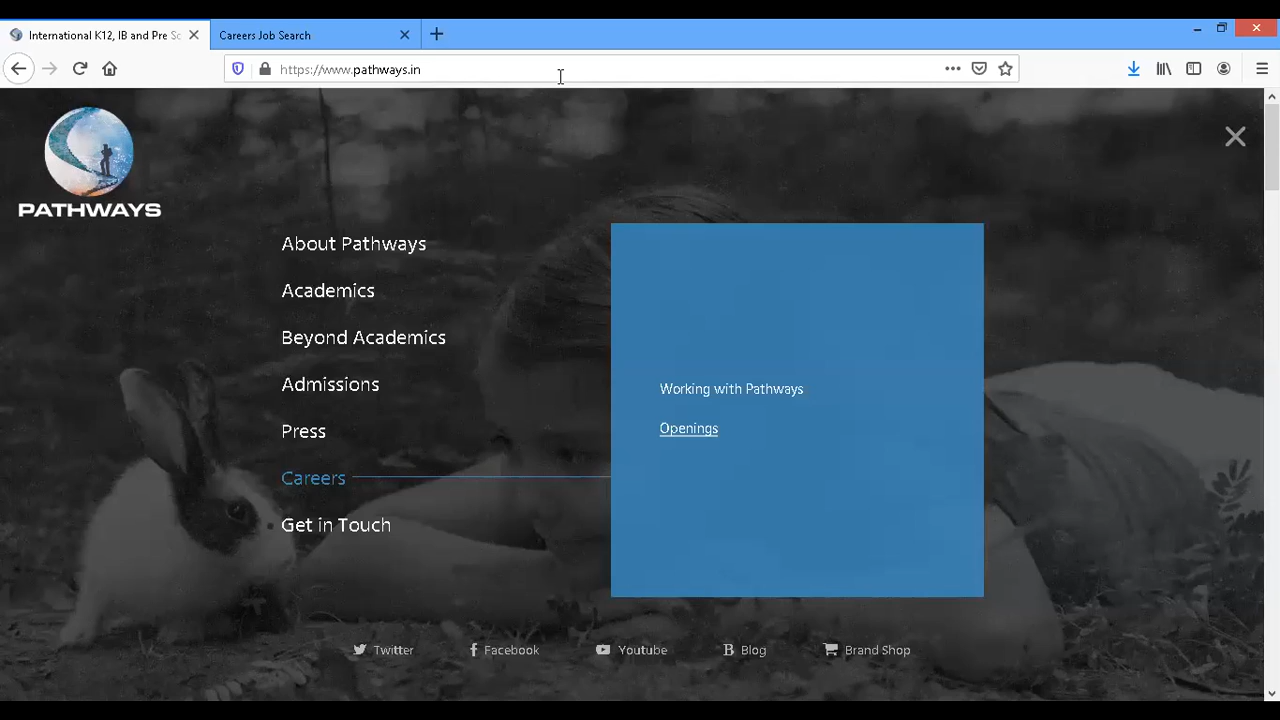 International K12, IB and Pre Sc
Careers Job Search
https://www.pathways.in
PATHWAYS
About Pathways
Academics
Beyond Academics
Admissions
Press
Careers
Get in Touch
Working with Pathways
Openings
Twitter
Facebook
Youtube
Blog
Brand Shop